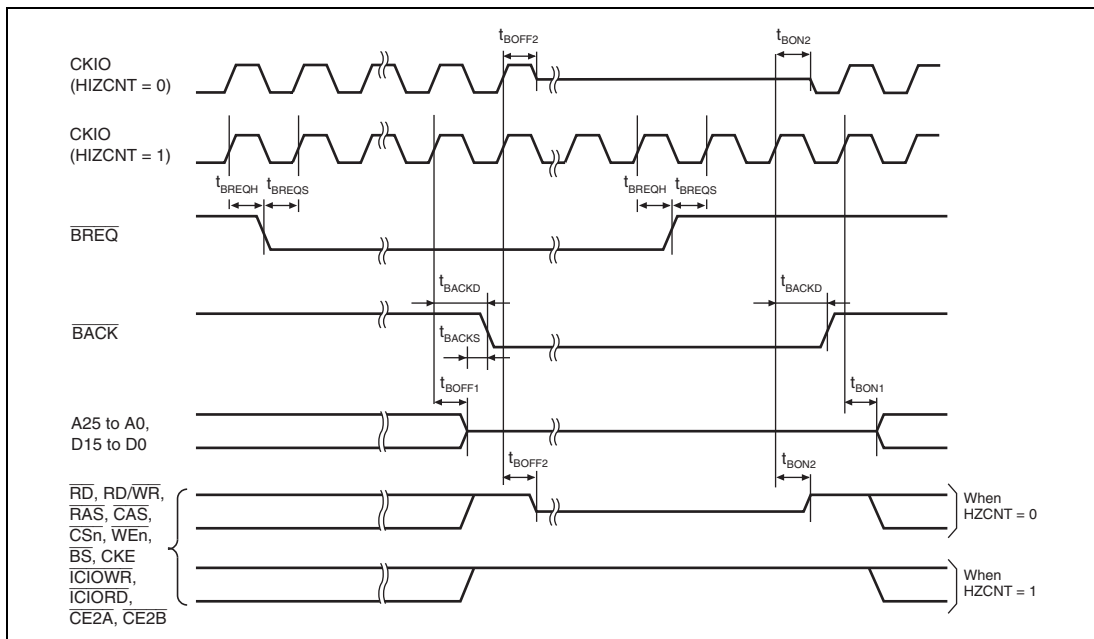 tBOFF2
tBON2
CKIO
(HIZCNT = 0)
CKIO
(HIZCNT = 1)
tBREQH
tBREQS
tBREQH
tBREQS
BREQ
tBACKD
tBACKD
BACK
tBACKS
tBOFF1
tBON1
A25 to A0,
D15 to D0
tBOFF2
tBON2
RD, RD/WR,
RAS, CAS,
CSn, WEn,
BS, CKE
ICIOWR,
ICIORD,
CE2A, CE2B
When
HZCNT = 0
When
HZCNT = 1